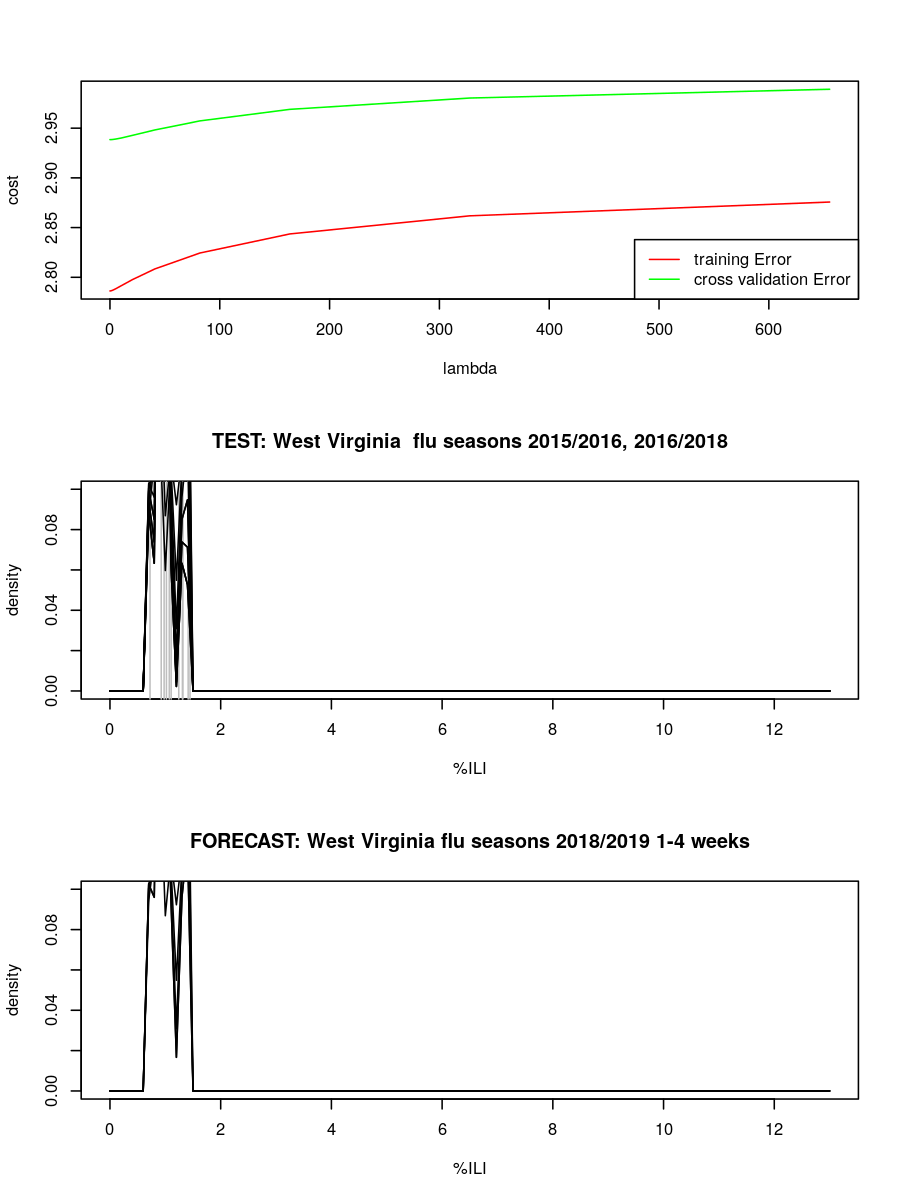 2.95
2.90
2.85
2.80
cost
training Error
cross validation Error
0 100 200 300 400 500 600
lambda
TEST: West Virginia  flu seasons 2015/2016, 2016/2018
0.08
0.04
0.00
density
0 2 4 6 8 10 12
%ILI
FORECAST: West Virginia flu seasons 2018/2019 1-4 weeks
0.08
0.04
0.00
density
0 2 4 6 8 10 12
%ILI